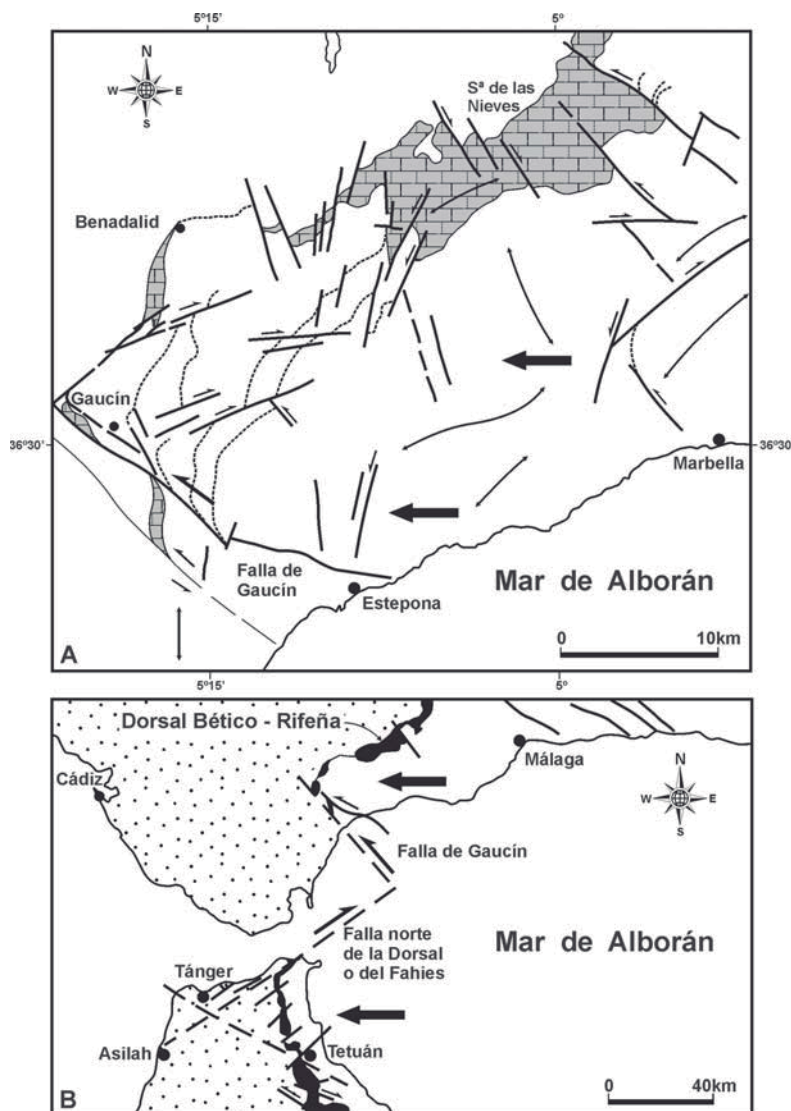 5º15'
5º
N
W
E
S
Sª de las
Nieves
Benadalid
Gaucín
36º30'
36º30'
Marbella
Falla de
Gaucín
Estepona
Mar de Alborán
0
10km
A
5º15'
5º
Dorsal Bético - Rifeña
Málaga
Cádiz
N
W
E
S
Falla de Gaucín
Falla norte
de la Dorsal
o del Fahies
Mar de Alborán
Tánger
Asilah
Tetuán
B
0
40km